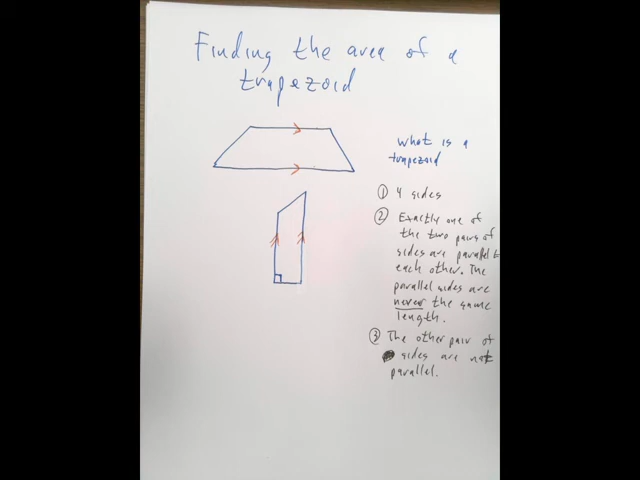 Finding the area of a
trapezoid
What is a
trapezoid
① 4 sides
② Exactly one of
the two pairs of
sides are parallel to
each other. The
parallel sides are
never the same
length.
③ The other pair of
sides are not
parallel.